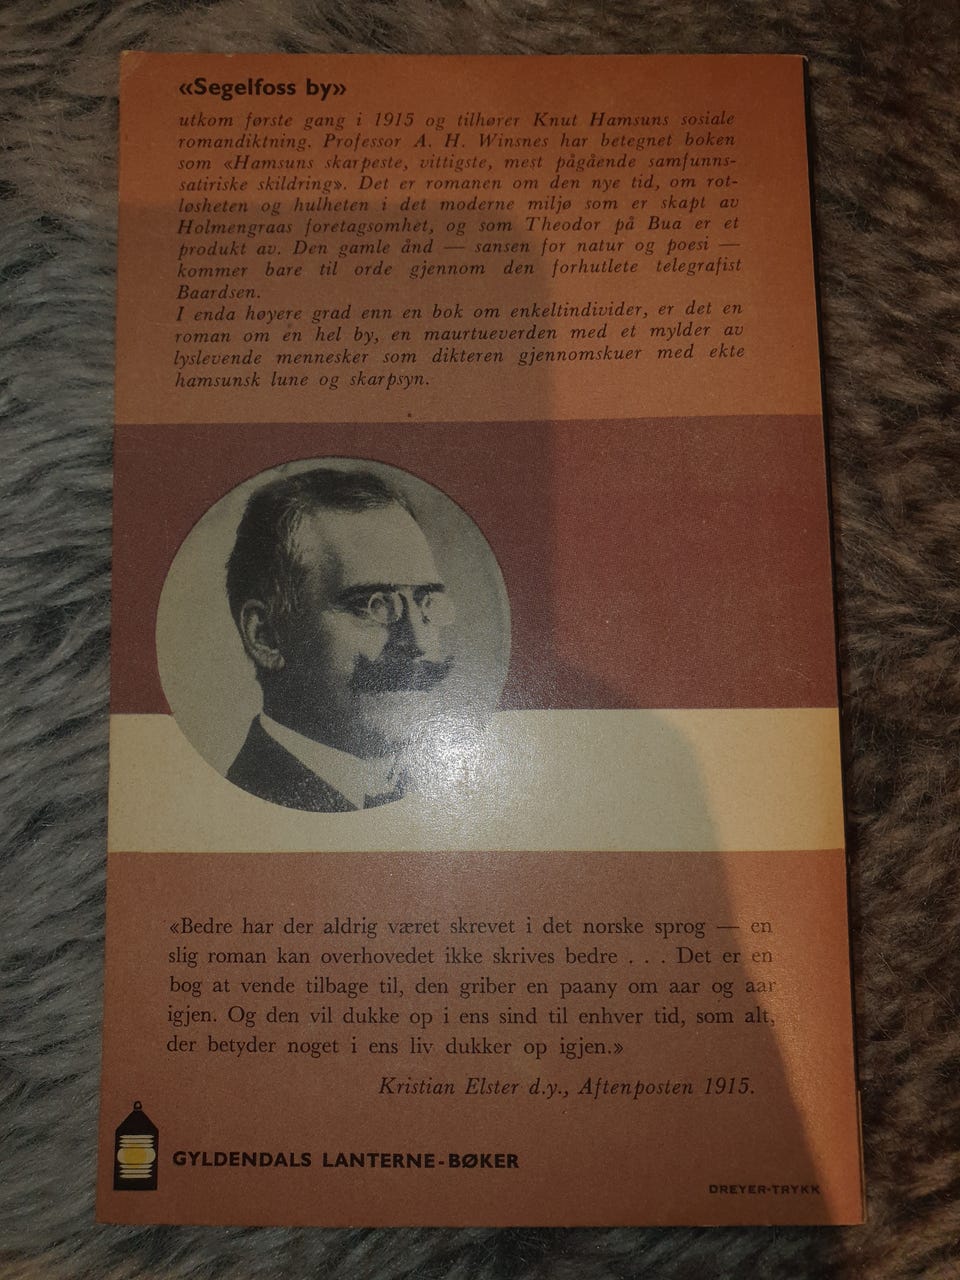 «Segelfoss by»
utkom første gang i 1915 og tilhører Knut Hamsuns sosiale
romandiktning. Professor A. H. Winsnes har betegnet boken
som «Hamsuns skarpeste, vittigste, mest pågående samfunns-
satiriske skildring». Det er romanen om den nye tid, om rot-
løsheten og hulheten i det moderne miljø som er skapt av
Holmengraas foretagsomhet, og som Theodor på Bua er et
produkt av. Den gamle ånd — sansen for natur og poesi —
kommer bare til orde gjennom den forhutlete telegrafist
Baardsen.
I enda høyere grad enn en bok om enkeltindivider, er det en
roman om en hel by, en maurtueverden med et mylder av
lyslevende mennesker som dikteren gjennomskuer med ekte
hamsunsk lune og skarpsyn.
«Bedre har der aldrig været skrevet i det norske sprog — en
slig roman kan overhovedet ikke skrives bedre . . . Det er en
bog at vende tilbage til, den griber en paany om aar og aar
igjen. Og den vil dukke op i ens sind til enhver tid, som alt,
der betyder noget i ens liv dukker op igjen.»
Kristian Elster d.y., Aftenposten 1915.
GYLDENDALS LANTERNE-BØKER
DREYER-TRYKK